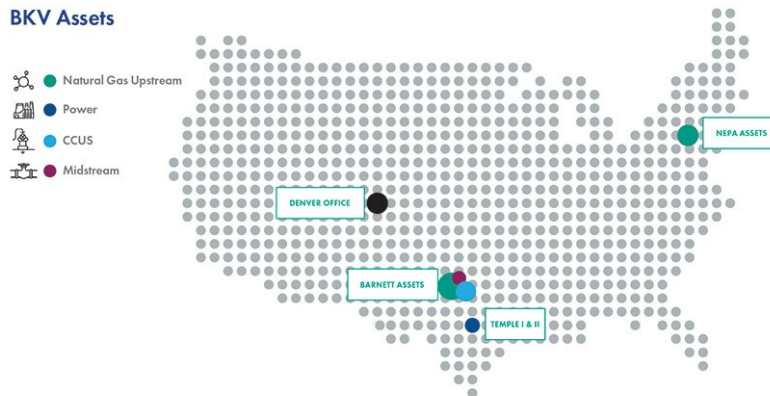 BKV Assets
Natural Gas Upstream
Power
CCUS
Midstream
NEPA ASSETS
DENVER OFFICE
BARNETT ASSETS
TEMPLE I & II